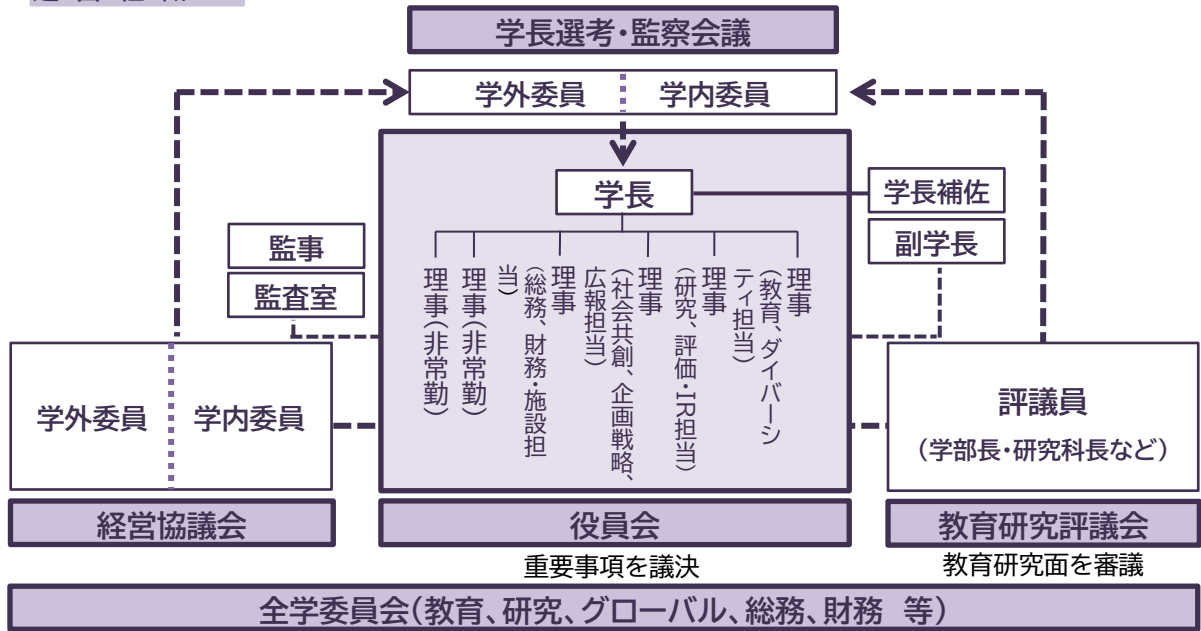 学長選考・監察会議
学外委員
学内委員
学長
学長補佐
副学長
監事
監査室
理事
(教育、ダイバーシ
ティ担当)
理事
(研究、評価・IR担当)
理事
(社会共創、企画戦略、
広報担当)
理事
(総務、財務・施設担
当)
理事(非常勤)
理事(非常勤)
学外委員
学内委員
評議員
(学部長・研究科長など)
経営協議会
役員会
教育研究評議会
重要事項を議決
教育研究面を審議
全学委員会(教育、研究、グローバル、総務、財務 等)